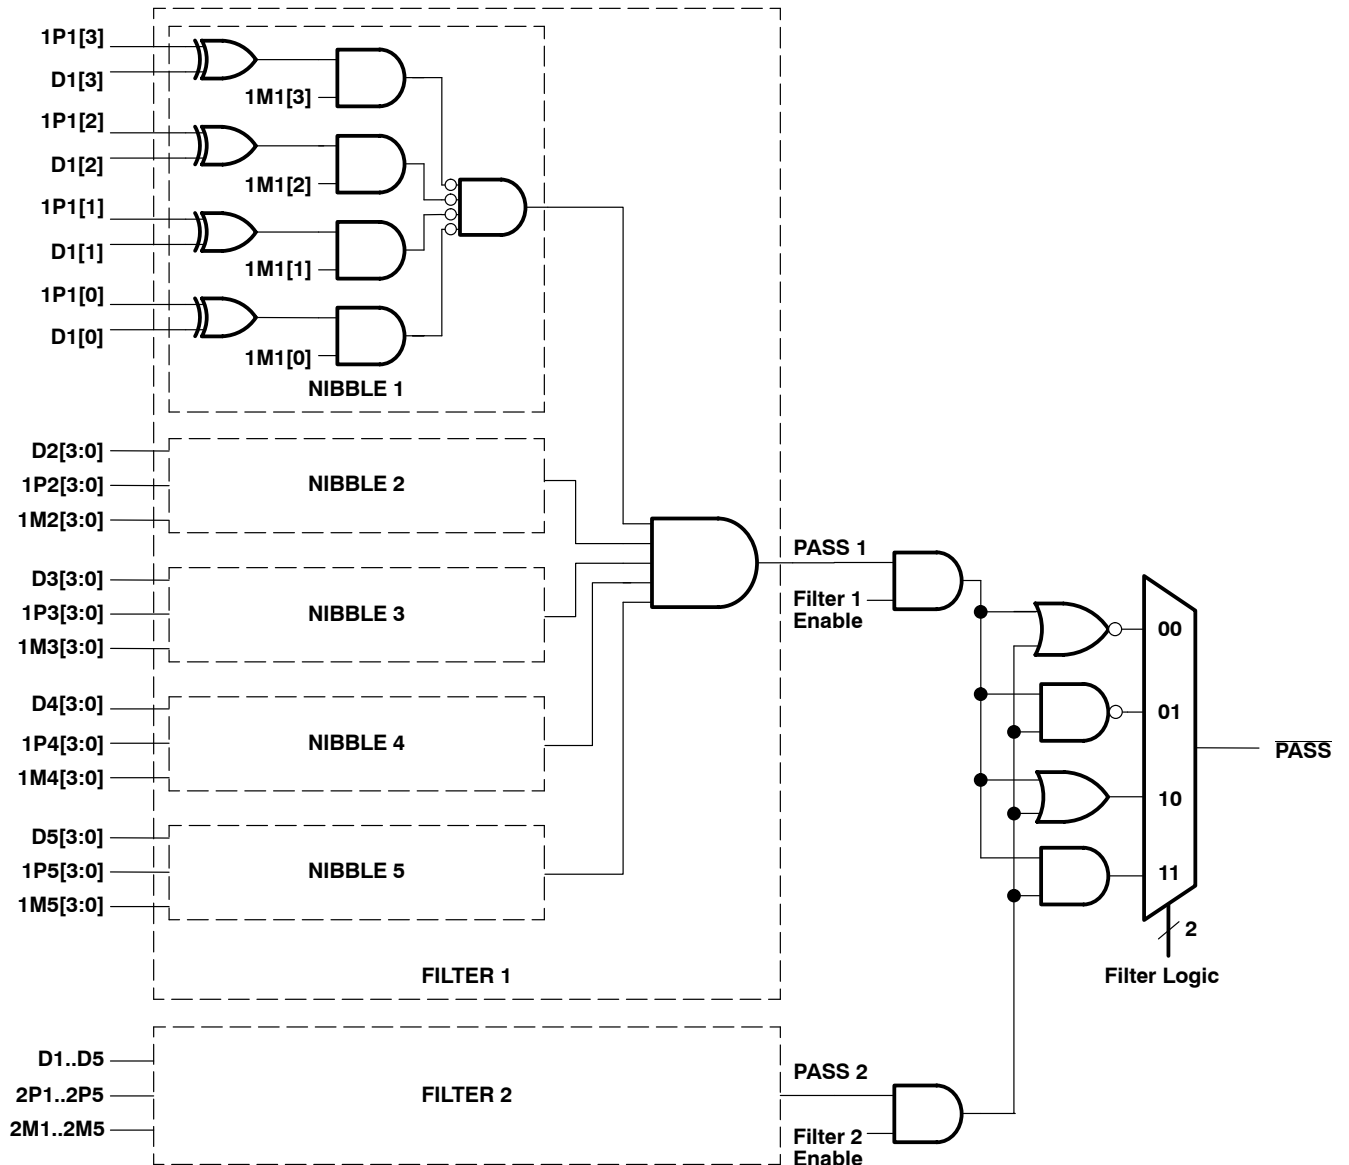 1P1[3]
D1[3]
1M1[3]
1P1[2]
D1[2]
1M1[2]
1P1[1]
D1[1]
1M1[1]
1P1[0]
D1[0]
1M1[0]
NIBBLE 1
D2[3:0]
1P2[3:0]
1M2[3:0]
NIBBLE 2
D3[3:0]
1P3[3:0]
1M3[3:0]
NIBBLE 3
D4[3:0]
1P4[3:0]
1M4[3:0]
NIBBLE 4
D5[3:0]
1P5[3:0]
1M5[3:0]
NIBBLE 5
FILTER 1
PASS 1
Filter 1
Enable
00
01
10
11
PASS
2
Filter Logic
D1..D5
2P1..2P5
2M1..2M5
FILTER 2
PASS 2
Filter 2
Enable